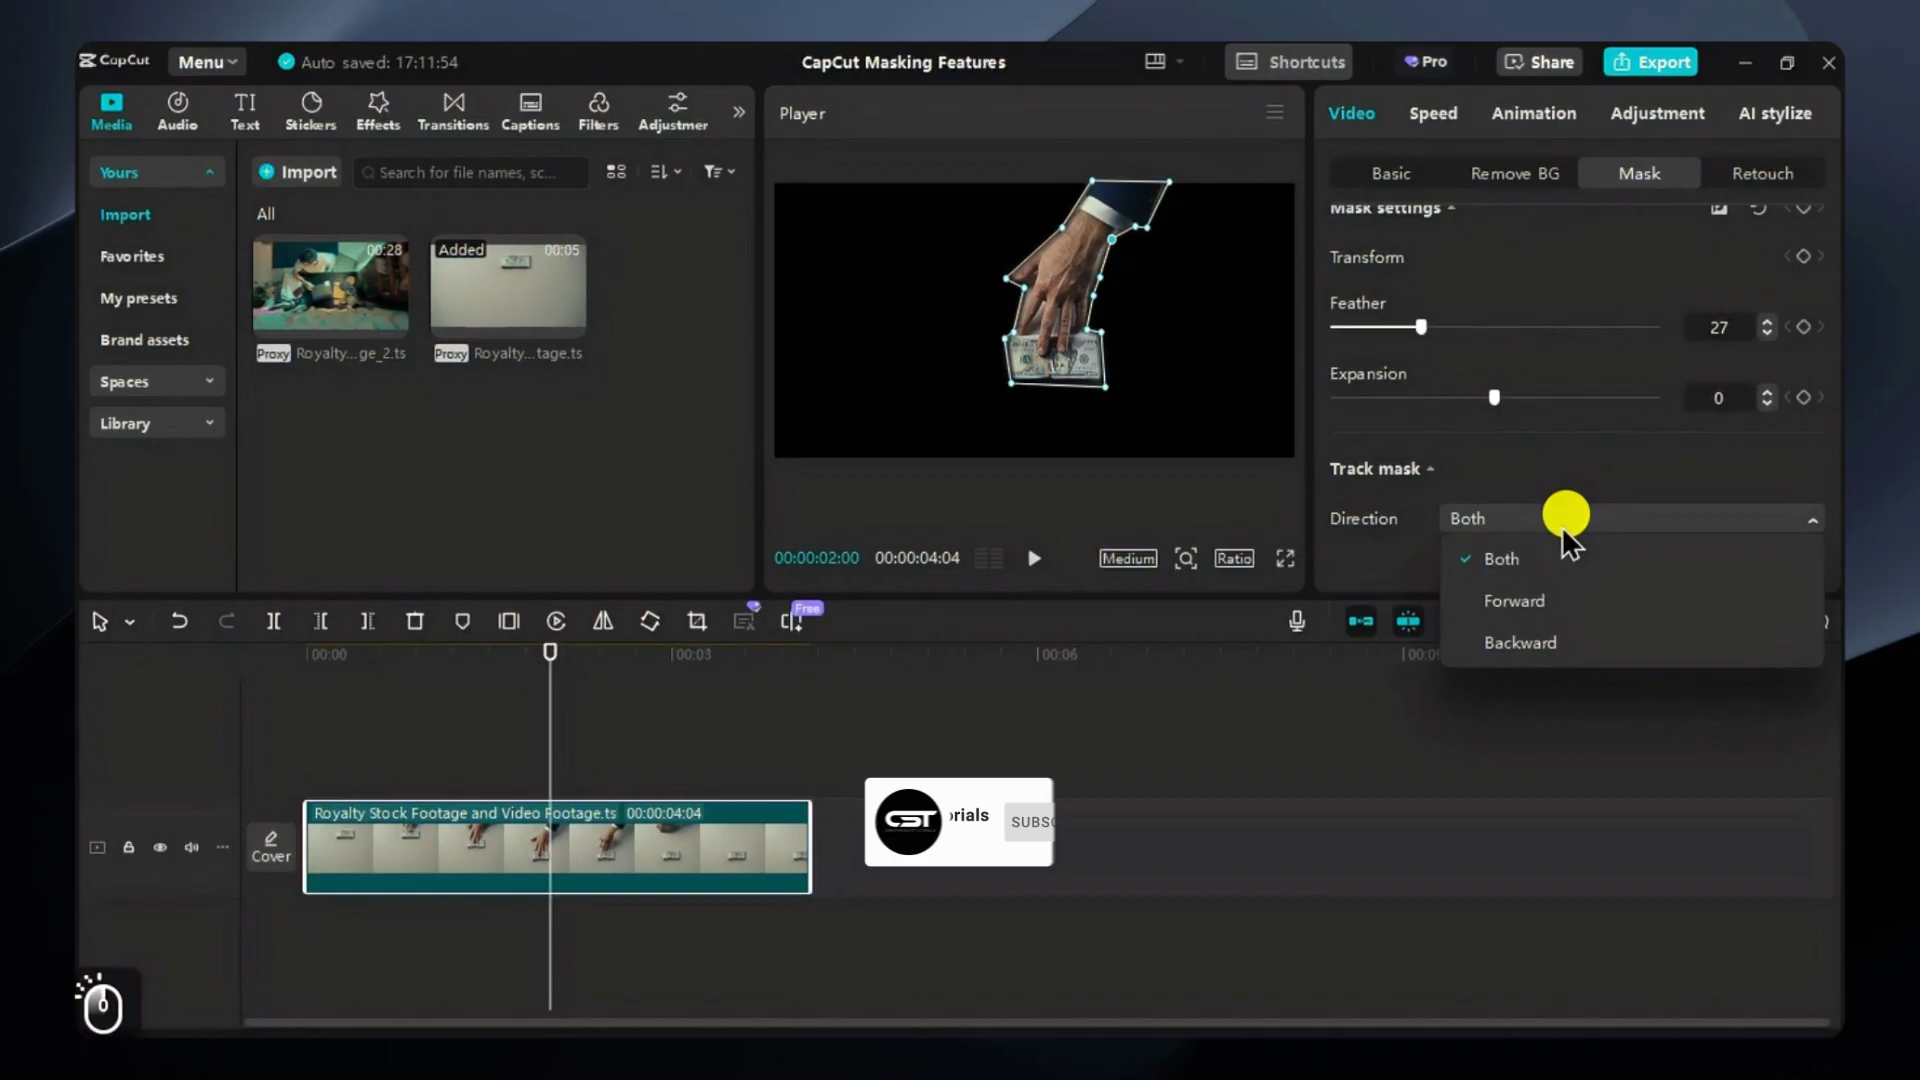 CapCut
Menu
Auto saved: 17:11:54
CapCut Masking Features
Shortcuts
Pro
Share
Export
Media
Audio
TI
Text
Stickers
Effects
Transitions
Captions
Filters
Adjustmer
Player
Video
Speed
Animation
Adjustment
AI stylize
Yours
Import
Favorites
My presets
Brand assets
Spaces
Library
Import
Search for file names, sc...
All
00:28
Added
00:05
Proxy
Royalty...ge_2.ts
Proxy
Royalty...tage.ts
Basic
Remove BG
Mask
Retouch
Mask settings
Transform
Feather
27
Expansion
0
Track mask
Direction
Both
Both
Forward
Backward
00:00:02:00
00:00:04:04
Medium
Ratio
Free
00:00
00:03
00:06
Cover
Royalty Stock Footage and Video Footage.ts 00:00:04:04
CST
orials
SUBSC